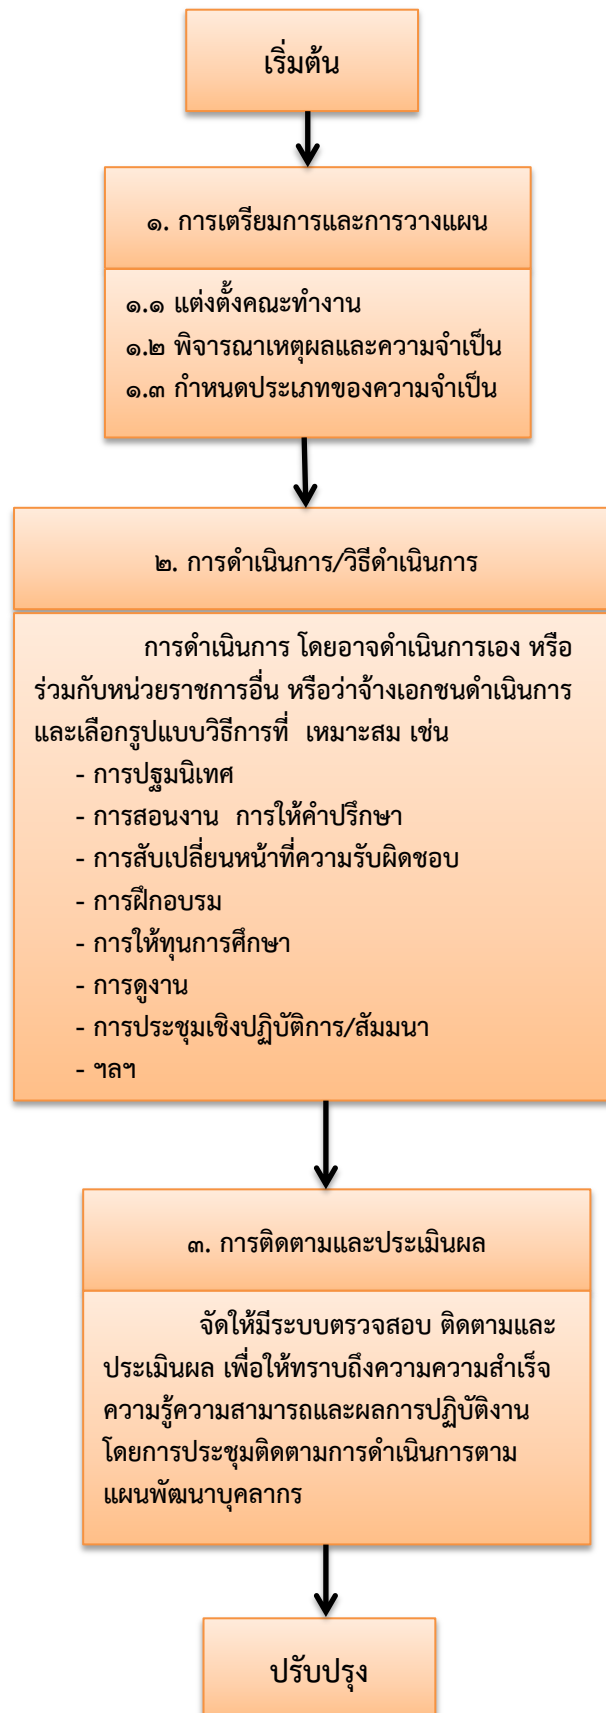 เริ่มต้น
๑. การเตรียมการและการวางแผน
๑.๑ แต่งตั้งคณะทำงาน
๑.๒ พิจารณาเหตุผลและความจำเป็น
๑.๓ กำหนดประเภทของความจำเป็น
๒. การดำเนินการ/วิธีดำเนินการ
การดำเนินการ โดยอาจดำเนินการเอง หรือ
ร่วมกับหน่วยราชการอื่น หรือว่าจ้างเอกชนดำเนินการ
และเลือกรูปแบบวิธีการที่ เหมาะสม เช่น
- การปฐมนิเทศ
- การสอนงาน การให้คำปรึกษา
- การสับเปลี่ยนหน้าที่ความรับผิดชอบ
- การฝึกอบรม
- การให้ทุนการศึกษา
- การดูงาน
- การประชุมเชิงปฏิบัติการ/สัมมนา
- ฯลฯ
๓. การติดตามและประเมินผล
จัดให้มีระบบตรวจสอบ ติดตามและ
ประเมินผล เพื่อให้ทราบถึงความความสำเร็จ
ความรู้ความสามารถและผลการปฏิบัติงาน
โดยการประชุมติดตามการดำเนินการตาม
แผนพัฒนาบุคลากร
ปรับปรุง